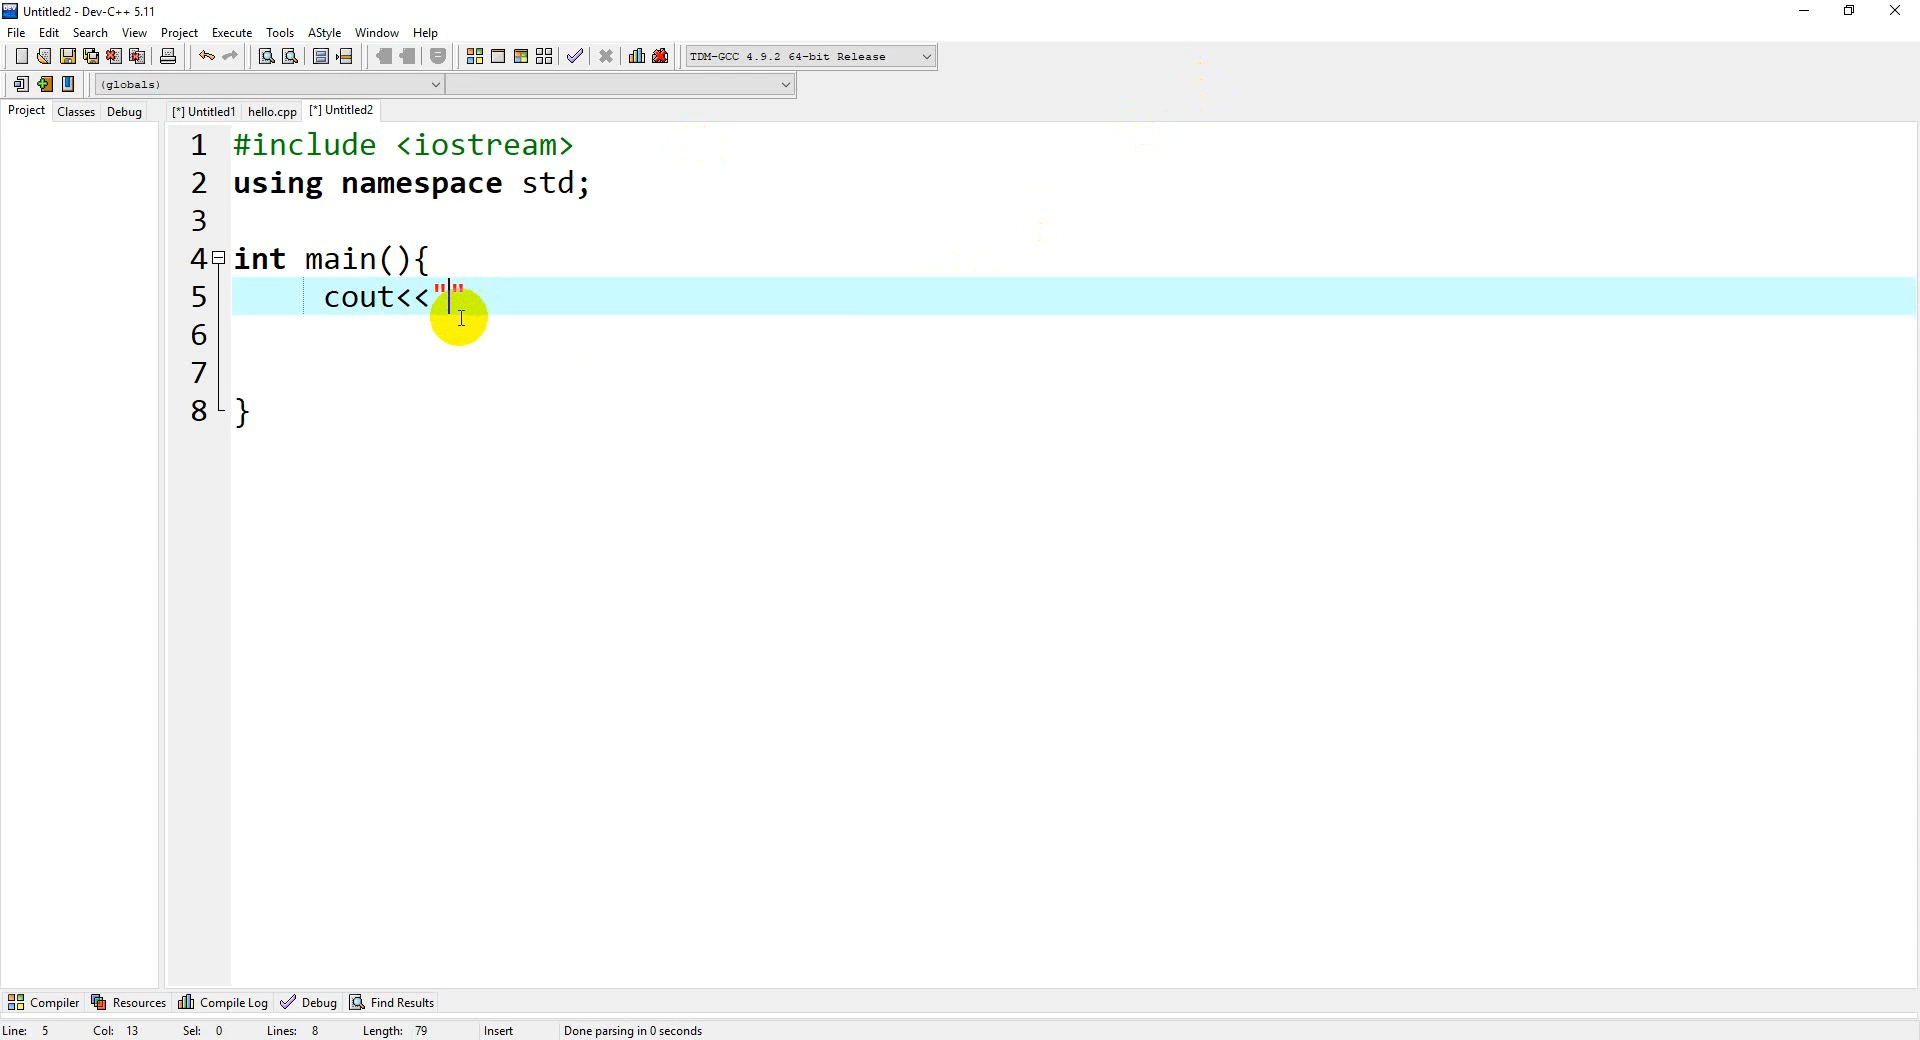 Untitled2 - Dev-C++ 5.11
File Edit Search View Project Execute Tools AStyle Window Help
TDM-GCC 4.9.2 64-bit Release
(globals)
Project Classes Debug [*] Untitled1 hello.cpp [*] Untitled2
1 #include <iostream>
2 using namespace std;
3
4 int main(){
5 cout<<""
6
7
8 }
Compiler Resources Compile Log Debug Find Results
Line: 5 Col: 13 Sel: 0 Lines: 8 Length: 79 Insert Done parsing in 0 seconds